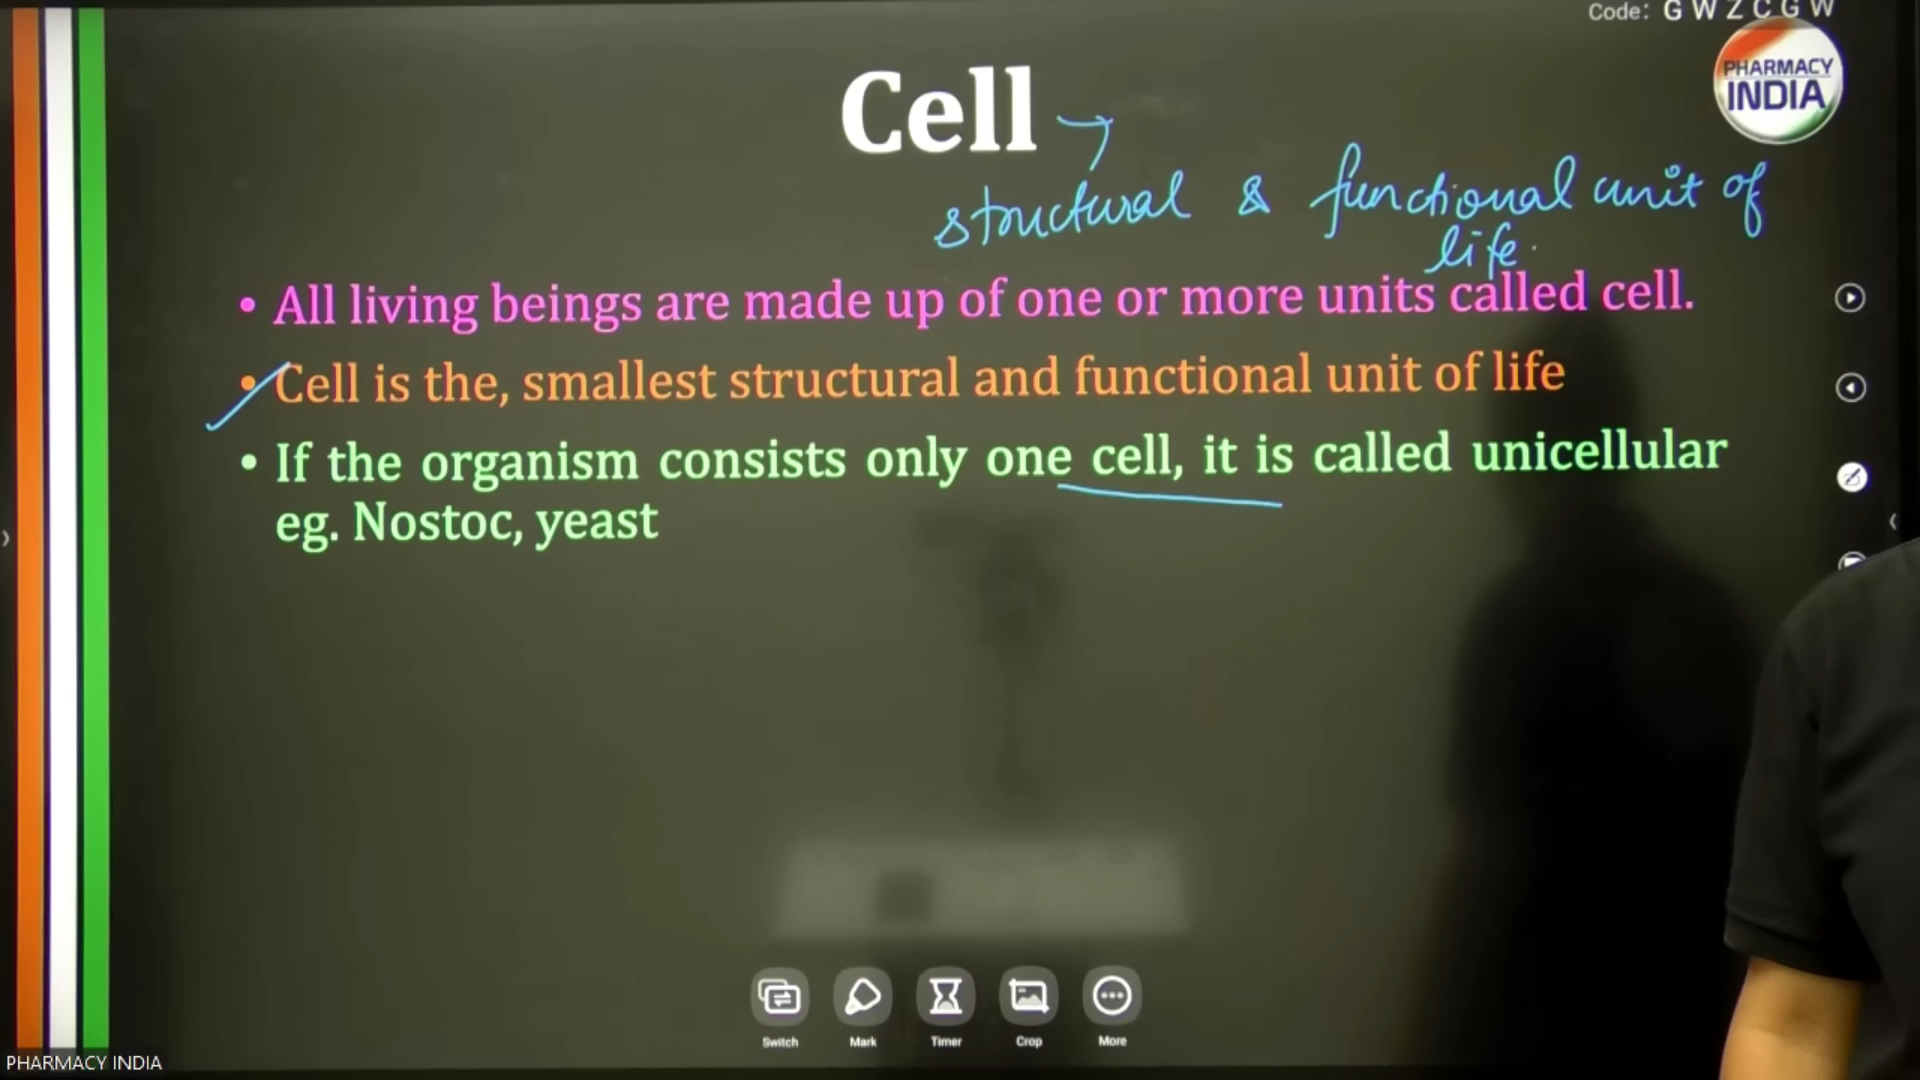 Code: GWZCGW
PHARMACY
INDIA
Cell
structural & functional unit of
life.
• All living beings are made up of one or more units called cell.
• Cell is the, smallest structural and functional unit of life
• If the organism consists only one cell, it is called unicellular
eg. Nostoc, yeast
Switch Mark Timer Crop More
PHARMACY INDIA